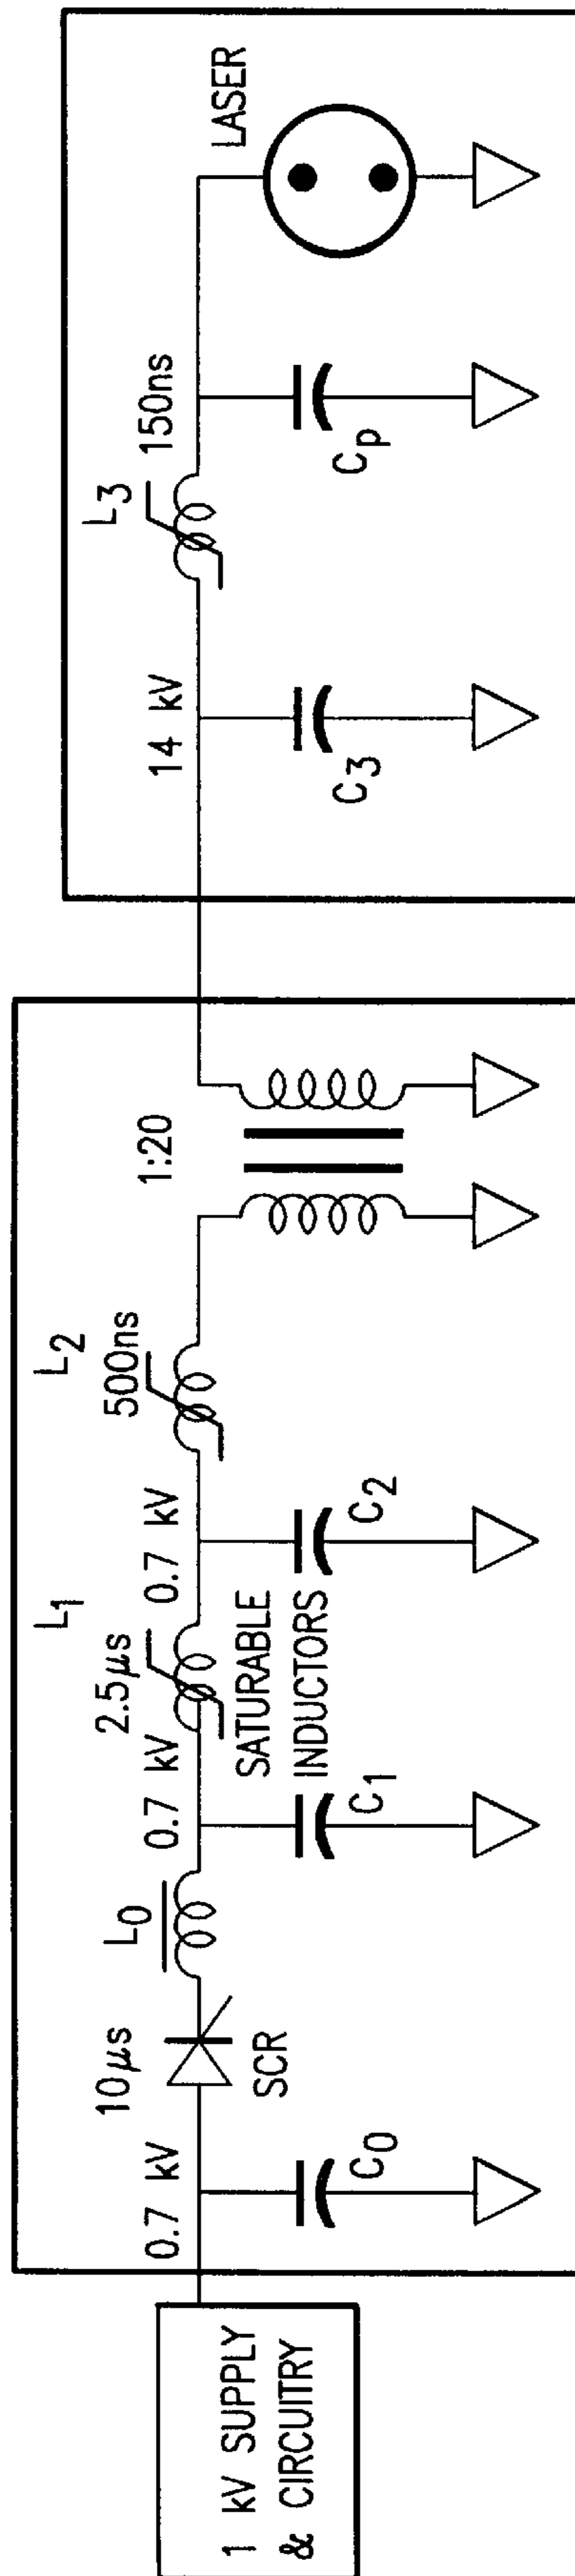 1 kV SUPPLY
& CIRCUITRY
0.7 kV
C0
10μs
SCR
L0
0.7 kV
C1
2.5μs
L1
SATURABLE
INDUCTORS
0.7 kV
C2
L2
500ns
1:20
14 kV
C3
L3
150ns
Cp
LASER